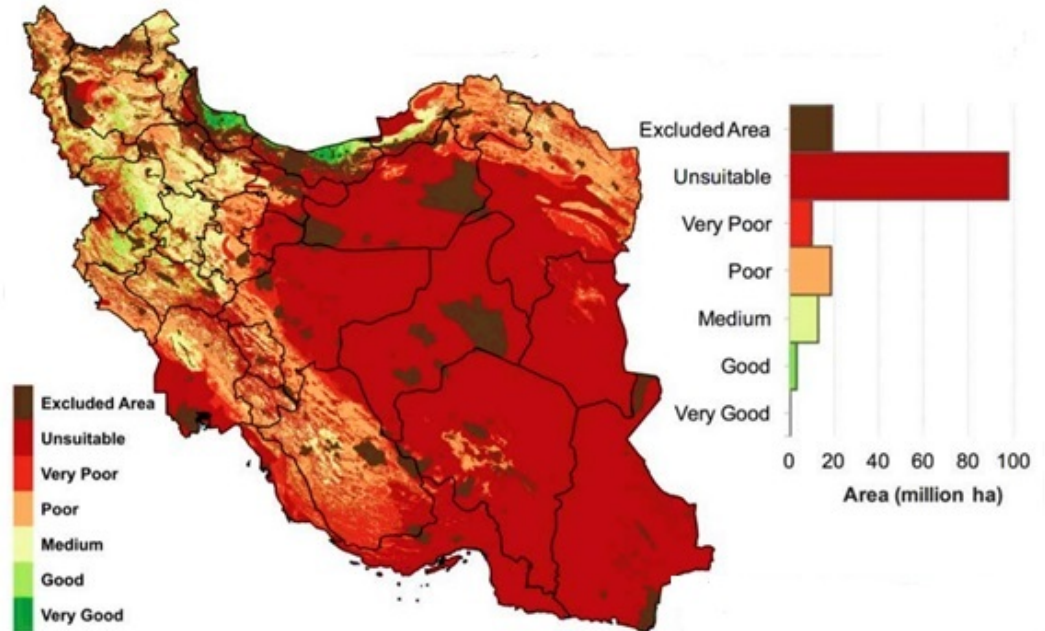 Excluded Area
Unsuitable
Very Poor
Poor
Medium
Good
Very Good
0 20 40 60 80 100
Area (million ha)
Excluded Area
Unsuitable
Very Poor
Poor
Medium
Good
Very Good